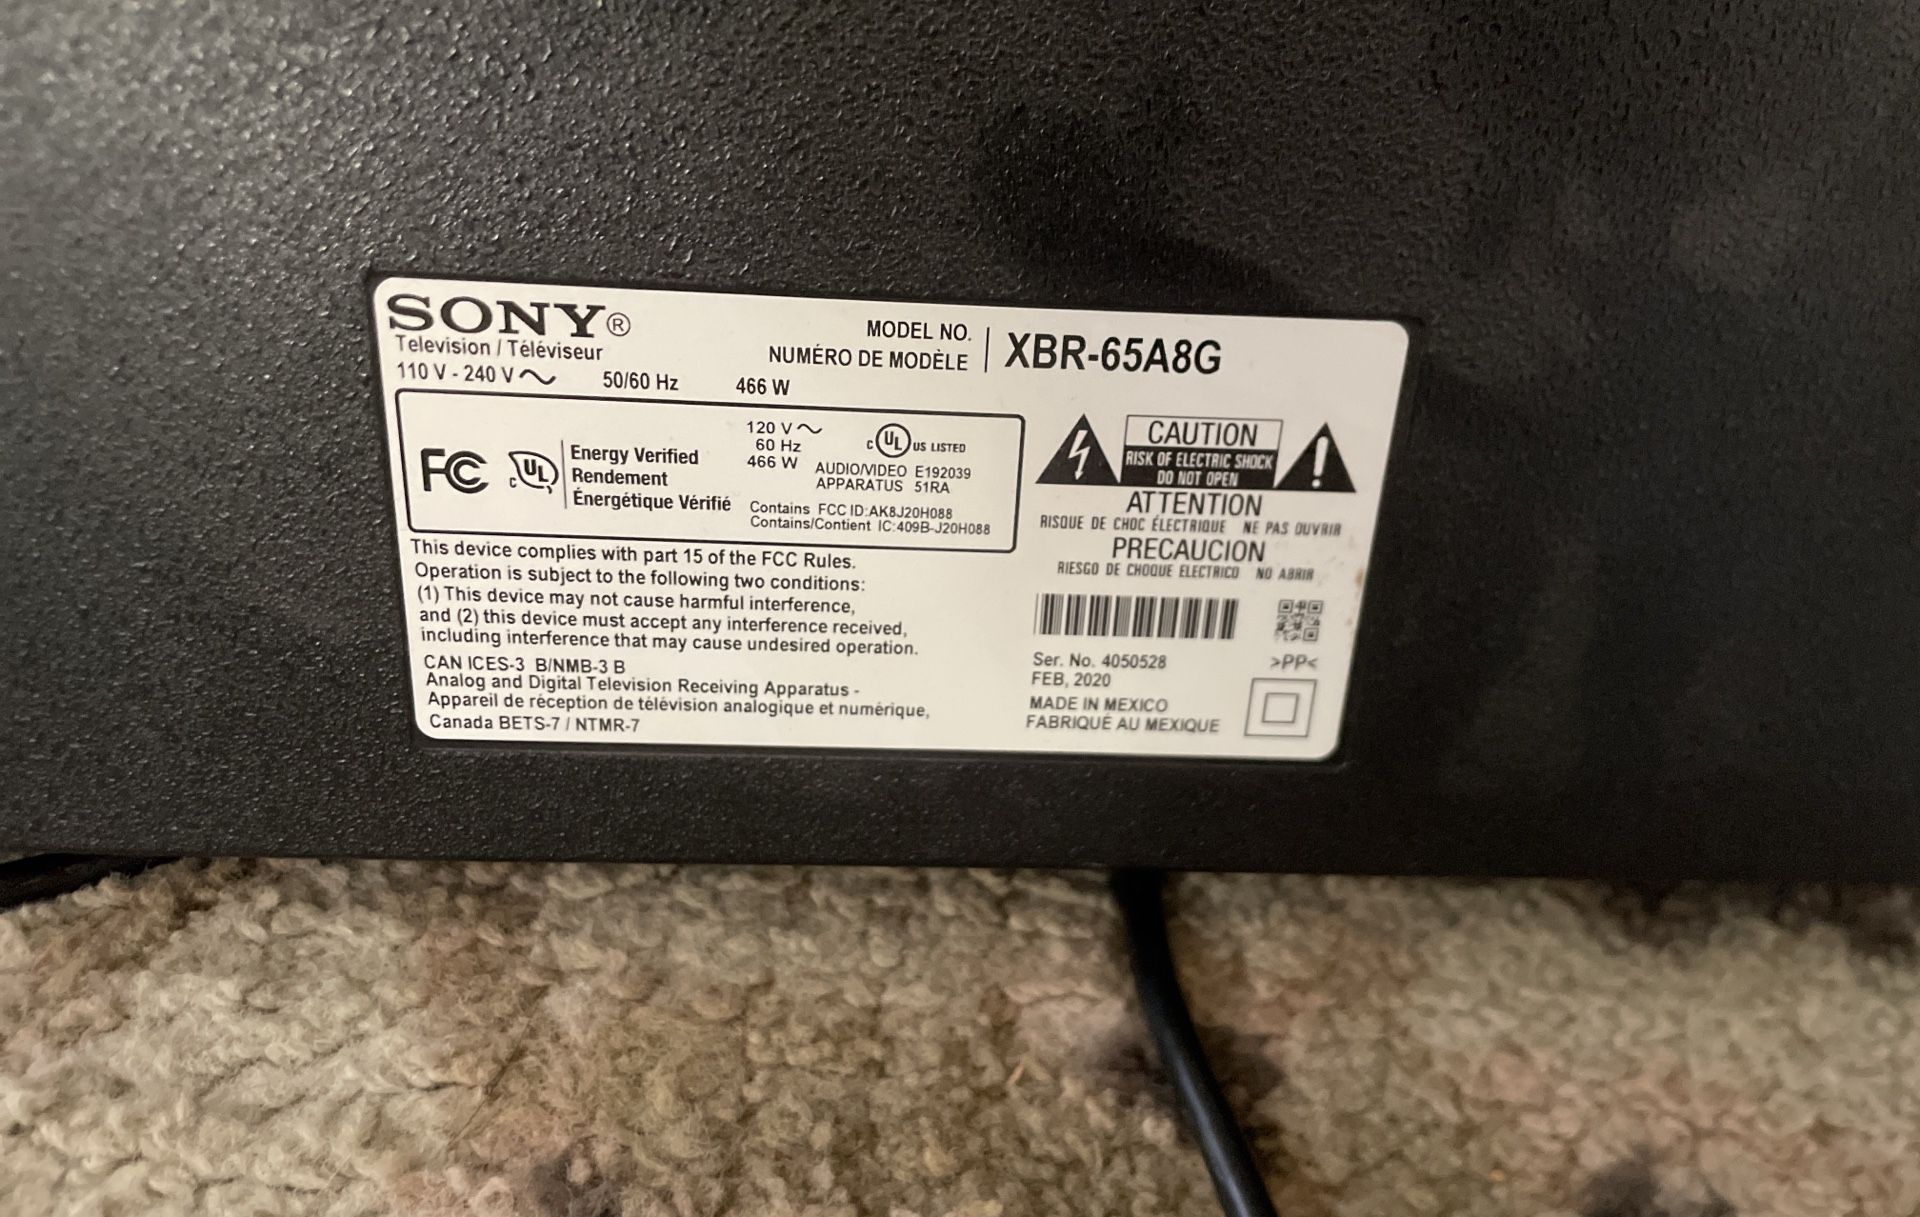 SONY®
Television / Téléviseur
110 V - 240 V ~ 50/60 Hz 466 W
MODEL NO.
NUMÉRO DE MODÈLE
XBR-65A8G
FC
c UL
Energy Verified
Rendement
Énergétique Vérifié
120 V ~
60 Hz
466 W
c UL US LISTED
AUDIO/VIDEO E192039
APPARATUS 51RA
Contains FCC ID:AK8J20H088
Contains/Contient IC:409B-J20H088
This device complies with part 15 of the FCC Rules.
Operation is subject to the following two conditions:
(1) This device may not cause harmful interference,
and (2) this device must accept any interference received,
including interference that may cause undesired operation.
CAN ICES-3 B/NMB-3 B
Analog and Digital Television Receiving Apparatus -
Appareil de réception de télévision analogique et numérique,
Canada BETS-7 / NTMR-7
CAUTION
RISK OF ELECTRIC SHOCK
DO NOT OPEN
ATTENTION
RISQUE DE CHOC ÉLECTRIQUE NE PAS OUVRIR
PRECAUCION
RIESGO DE CHOQUE ELECTRICO NO ABRIR
Ser. No. 4050528
FEB, 2020
>PP<
MADE IN MEXICO
FABRIQUÉ AU MEXIQUE